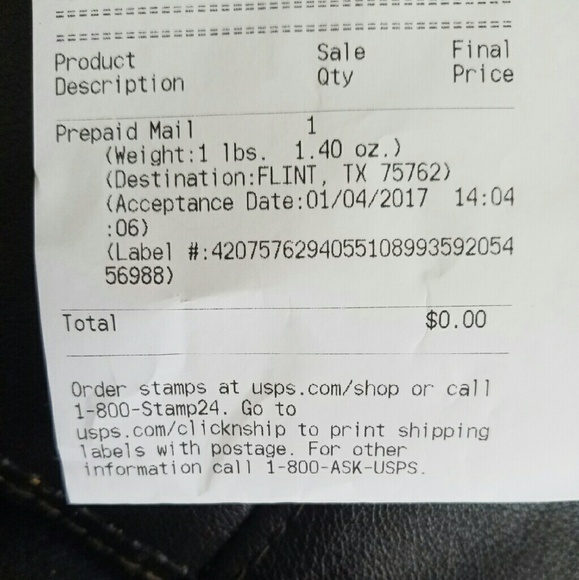 ================================
================================
Product Sale Final
Description Qty Price
Prepaid Mail 1
(Weight:1 lbs. 1.40 oz.)
(Destination:FLINT, TX 75762)
(Acceptance Date:01/04/2017 14:04
:06)
(Label #:42075762940551089935920 54
56988)
Total $0.00
Order stamps at usps.com/shop or call
1-800-Stamp24. Go to
usps.com/clicknship to print shipping
labels with postage. For other
information call 1-800-ASK-USPS.